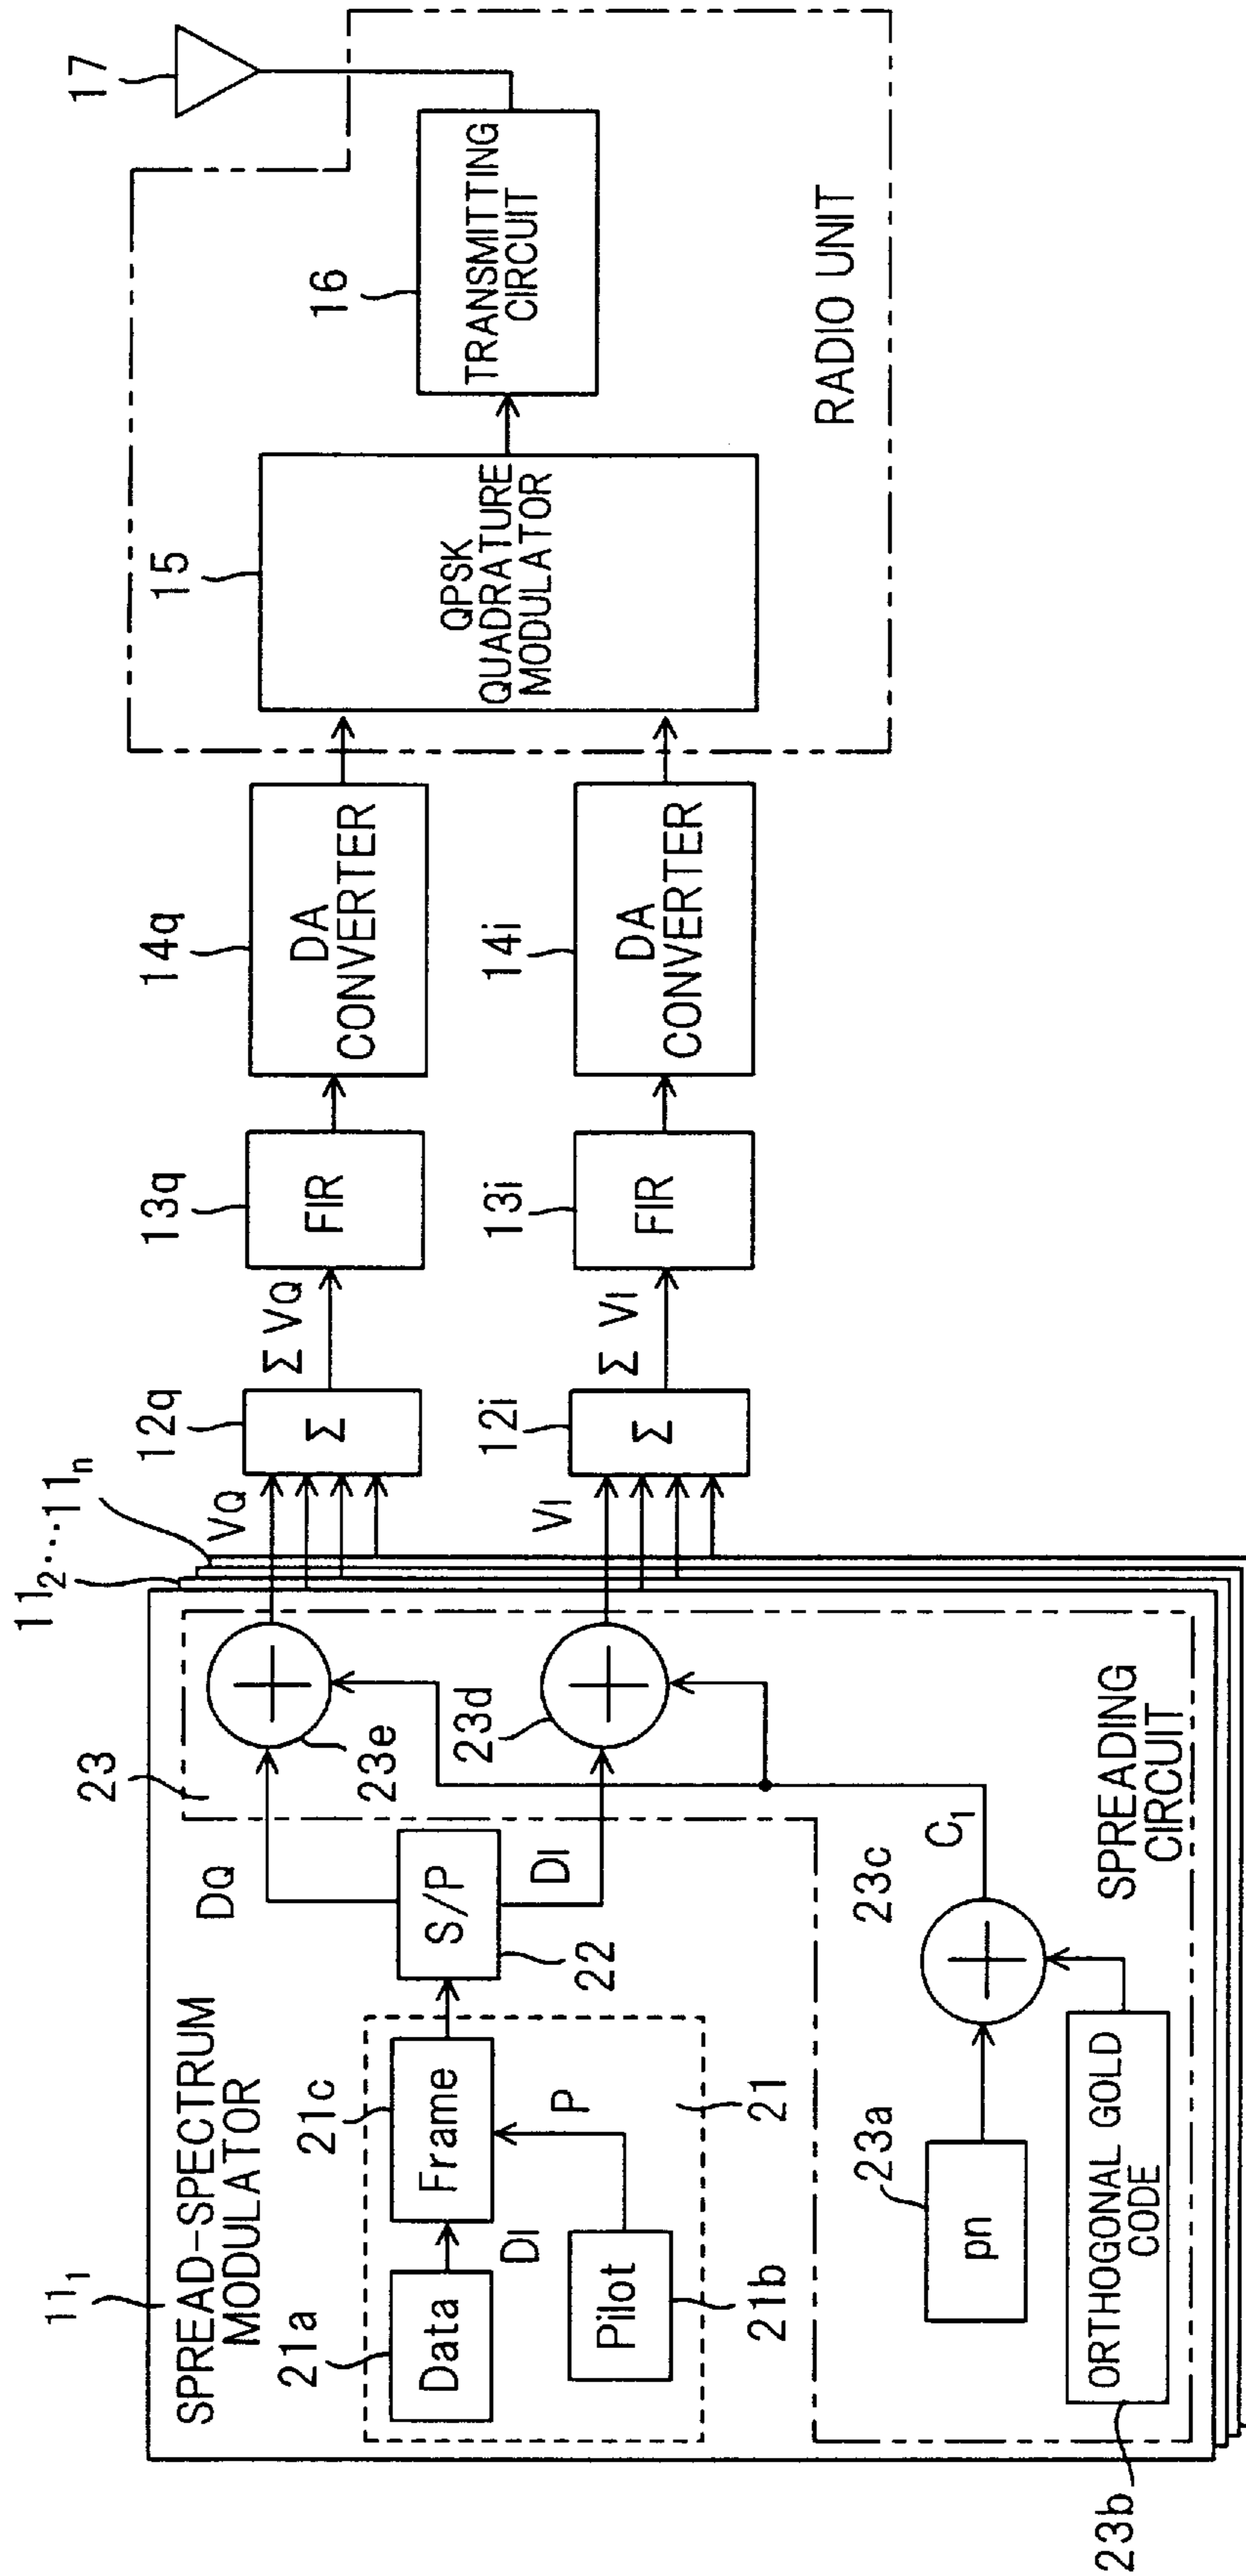 11₁
SPREAD-SPECTRUM
MODULATOR
21a
Data
DI
21c
Frame
Pilot
21b
P
21
S/P
22
DQ
DI
23
23e
23d
23a
pn
ORTHOGONAL GOLD
CODE
23b
23c
C₁
SPREADING
CIRCUIT
11₂···11ₙ
VQ
VI
12q
Σ
12i
Σ
Σ VQ
Σ VI
13q
FIR
13i
FIR
14q
DA
CONVERTER
14i
DA
CONVERTER
15
QPSK
QUADRATURE
MODULATOR
16
TRANSMITTING
CIRCUIT
17
RADIO UNIT